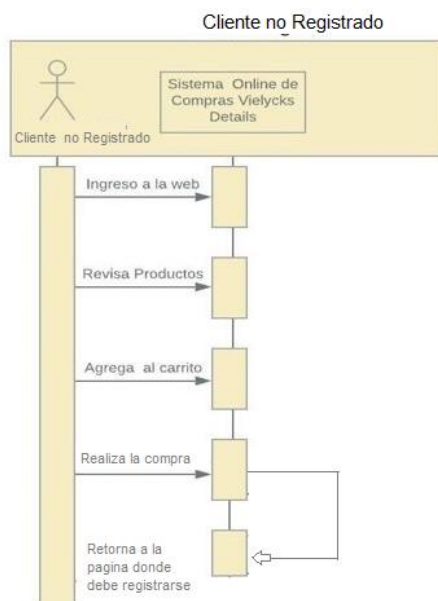 Cliente no Registrado
Sistema Online de
Compras Vielycks
Details
Cliente no Registrado
Ingreso a la web
Revisa Productos
Agrega al carrito
Realiza la compra
Retorna a la
pagina donde
debe registrarse